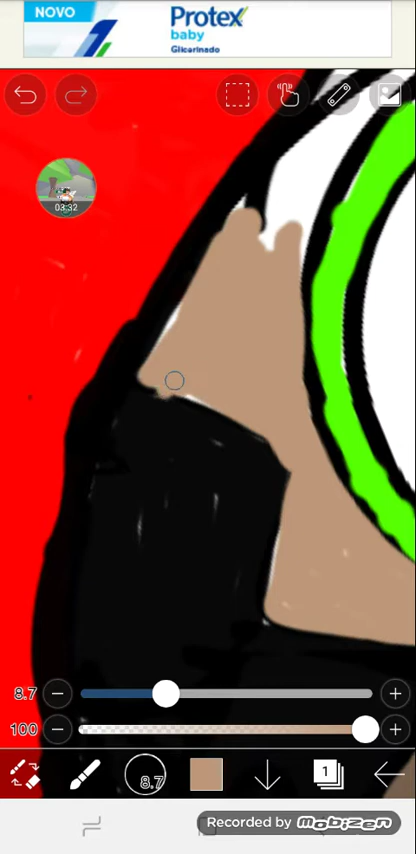 NOVO
Protex
baby
Glicerinado
03:32
8.7
100
8.7
1
Recorded by mobizen